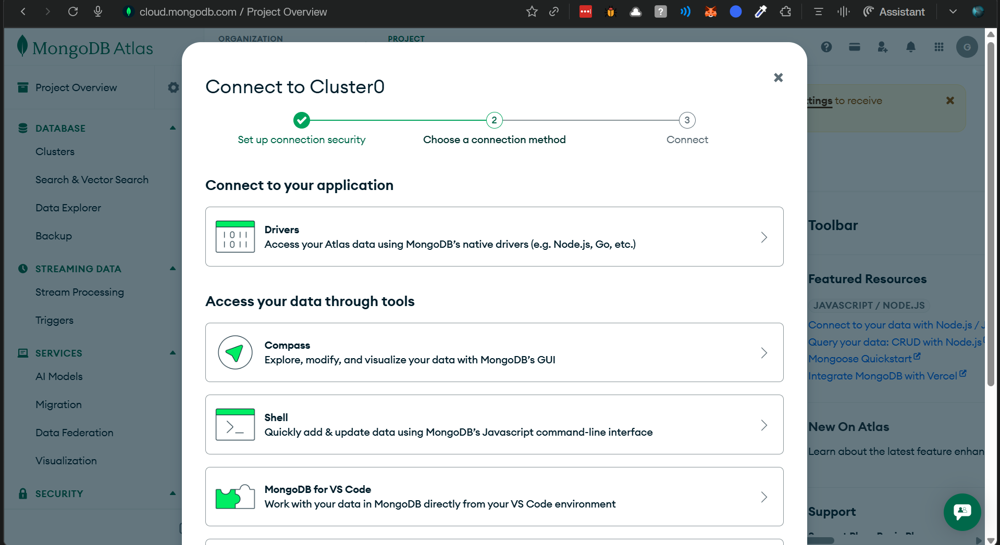 cloud.mongodb.com / Project Overview
Assistant
MongoDB Atlas
ORGANIZATION
PROJECT
G
Project Overview
DATABASE
Clusters
Search & Vector Search
Data Explorer
Backup
STREAMING DATA
Stream Processing
Triggers
SERVICES
AI Models
Migration
Data Federation
Visualization
SECURITY
Connect to Cluster0
2
3
Set up connection security
Choose a connection method
Connect
Connect to your application
1011
1011
Drivers
Access your Atlas data using MongoDB’s native drivers (e.g. Node.js, Go, etc.)
Access your data through tools
Compass
Explore, modify, and visualize your data with MongoDB’s GUI
Shell
Quickly add & update data using MongoDB’s Javascript command-line interface
MongoDB for VS Code
Work with your data in MongoDB directly from your VS Code environment
ttings to receive
Toolbar
Featured Resources
JAVASCRIPT / NODE.JS
Connect to your data with Node.js / J
Query your data: CRUD with Node.js
Mongoose Quickstart
Integrate MongoDB with Vercel
New On Atlas
Learn about the latest feature enhan
Support